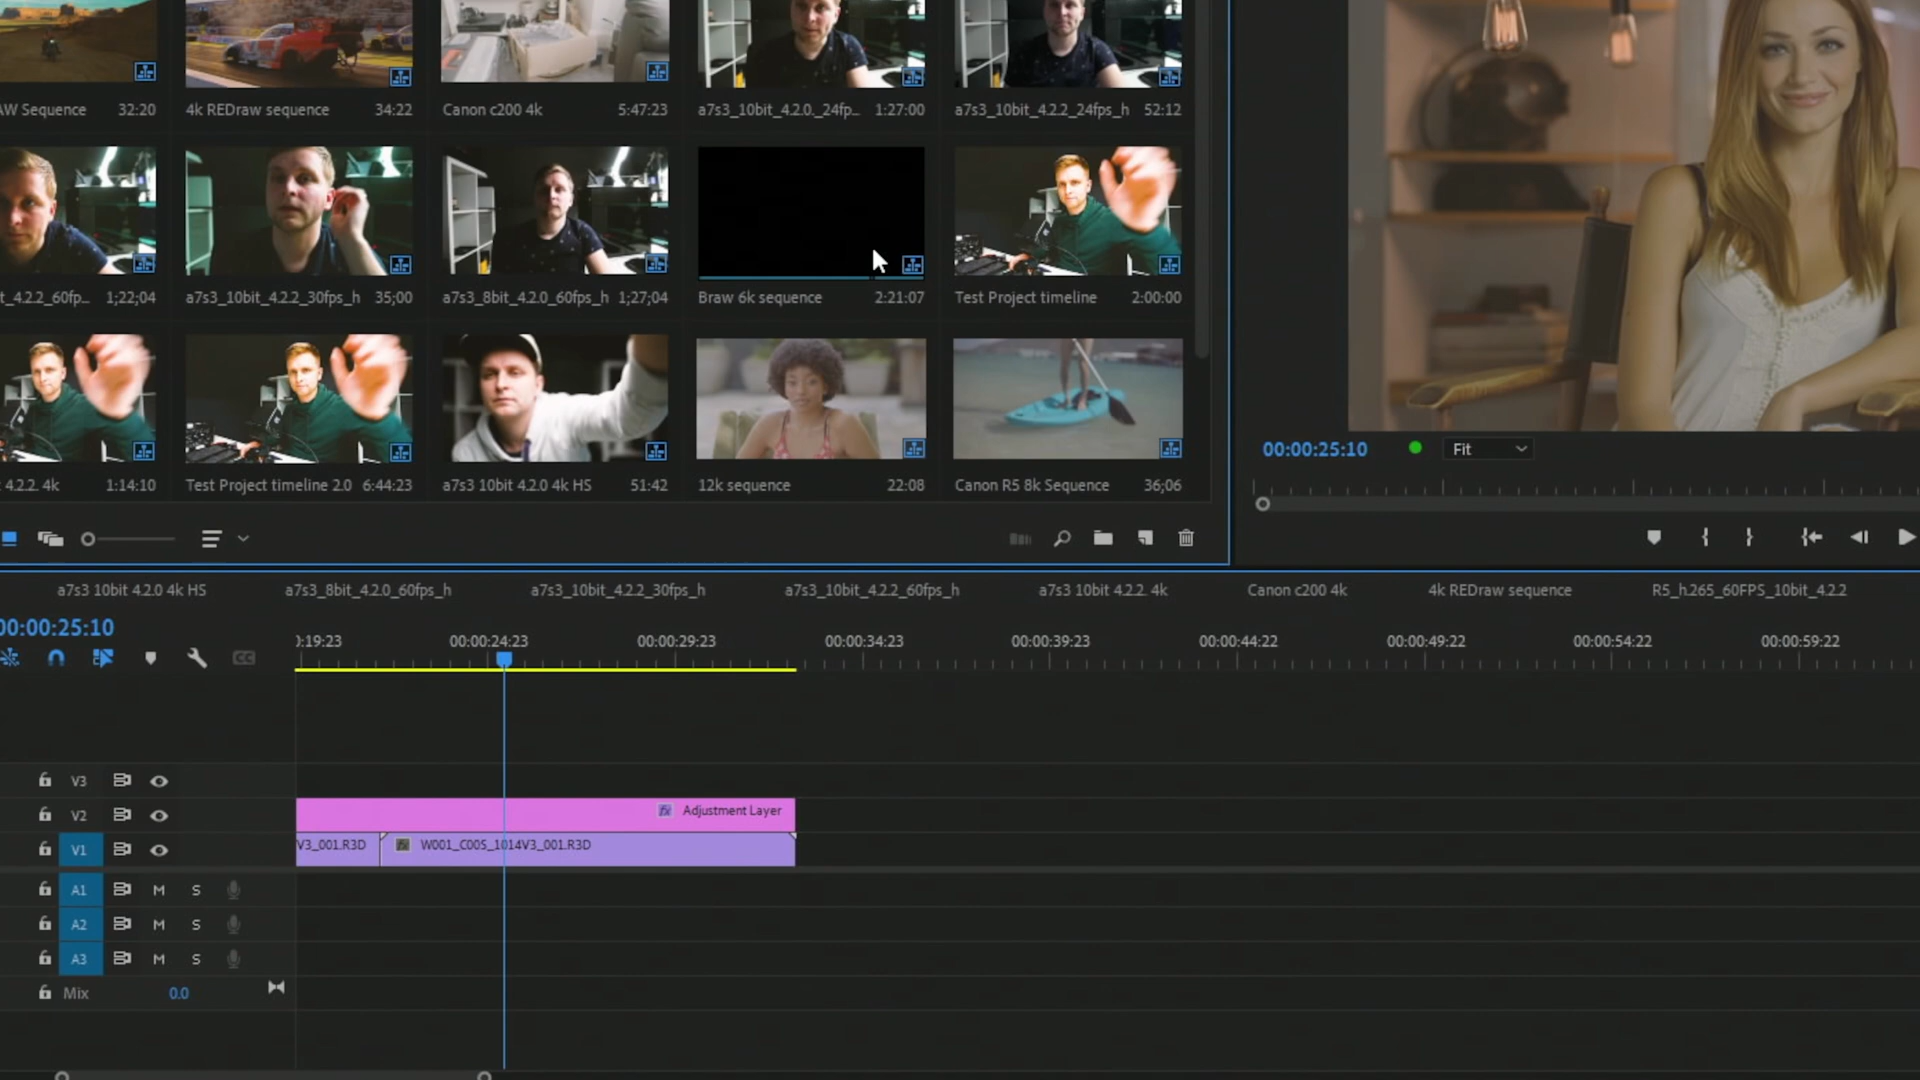 AW Sequence 32:20
4k REDraw sequence 34:22
Canon c200 4k 5:47:23
a7s3_10bit_4.2.0._24fp... 1:27:00
a7s3_10bit_4.2.2_24fps_h 52:12
t_4.2.2_60fp... 1;22;04
a7s3_10bit_4.2.2_30fps_h 35;00
a7s3_8bit_4.2.0_60fps_h 1;27;04
Braw 6k sequence 2:21:07
Test Project timeline 2:00:00
4.2.2. 4k 1:14:10
Test Project timeline 2.0 6:44:23
a7s3 10bit 4.2.0 4k HS 51:42
12k sequence 22:08
Canon R5 8k Sequence 36;06
00:00:25:10 Fit
a7s3 10bit 4.2.0 4k HS a7s3_8bit_4.2.0_60fps_h a7s3_10bit_4.2.2_30fps_h a7s3_10bit_4.2.2_60fps_h a7s3 10bit 4.2.2. 4k Canon c200 4k 4k REDraw sequence R5_h.265_60FPS_10bit_4.2.2
00:00:25:10
:19:23 00:00:24:23 00:00:29:23 00:00:34:23 00:00:39:23 00:00:44:22 00:00:49:22 00:00:54:22 00:00:59:22
CC
V3
V2 fx Adjustment Layer
V1 V3_001.R3D fx W001_C005_1014V3_001.R3D
A1 M S
A2 M S
A3 M S
Mix 0.0